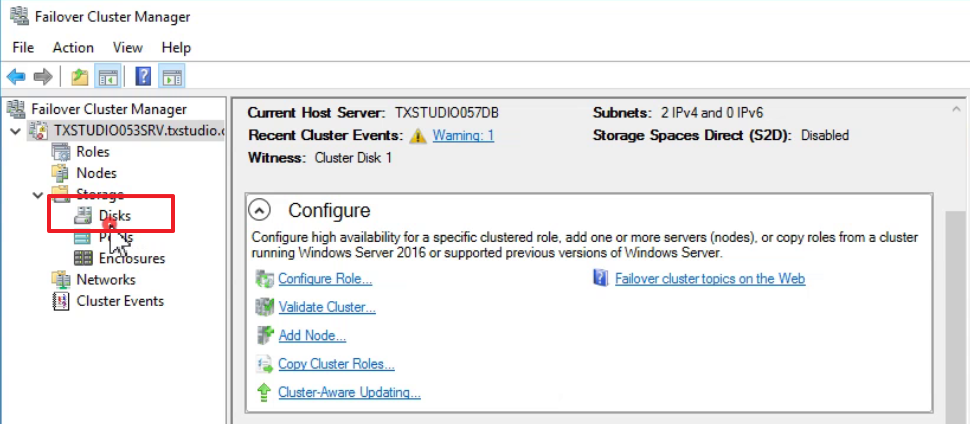 Failover Cluster Manager
File Action View Help
Failover Cluster Manager
TXSTUDIO053SRV.txstudio.c
Roles
Nodes
Storage
Disks
Enclosures
Networks
Cluster Events
Current Host Server: TXSTUDIO057DB
Subnets: 2 IPv4 and 0 IPv6
Recent Cluster Events: Warning: 1
Storage Spaces Direct (S2D): Disabled
Witness: Cluster Disk 1
Configure
Configure high availability for a specific clustered role, add one or more servers (nodes), or copy roles from a cluster
running Windows Server 2016 or supported previous versions of Windows Server.
Configure Role...
Failover cluster topics on the Web
Validate Cluster...
Add Node...
Copy Cluster Roles...
Cluster-Aware Updating...